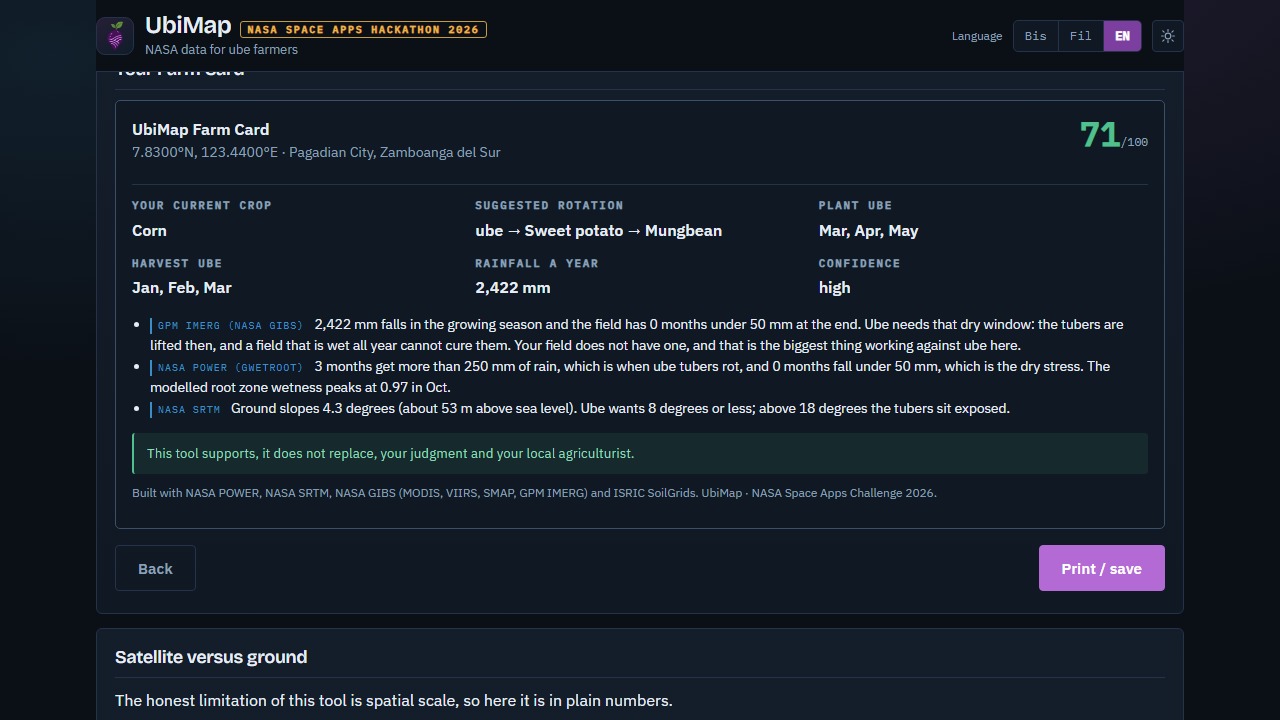 UbiMap NASA SPACE APPS HACKATHON 2026
NASA data for ube farmers
Language Bis Fil EN
Your Farm Card
UbiMap Farm Card
7.8300°N, 123.4400°E · Pagadian City, Zamboanga del Sur
71/100
YOUR CURRENT CROP
Corn
SUGGESTED ROTATION
ube → Sweet potato → Mungbean
PLANT UBE
Mar, Apr, May
HARVEST UBE
Jan, Feb, Mar
RAINFALL A YEAR
2,422 mm
CONFIDENCE
high
GPM IMERG (NASA GIBS) 2,422 mm falls in the growing season and the field has 0 months under 50 mm at the end. Ube needs that dry window: the tubers are
lifted then, and a field that is wet all year cannot cure them. Your field does not have one, and that is the biggest thing working against ube here.
NASA POWER (GWETROOT) 3 months get more than 250 mm of rain, which is when ube tubers rot, and 0 months fall under 50 mm, which is the dry stress. The
modelled root zone wetness peaks at 0.97 in Oct.
NASA SRTM Ground slopes 4.3 degrees (about 53 m above sea level). Ube wants 8 degrees or less; above 18 degrees the tubers sit exposed.
This tool supports, it does not replace, your judgment and your local agriculturist.
Built with NASA POWER, NASA SRTM, NASA GIBS (MODIS, VIIRS, SMAP, GPM IMERG) and ISRIC SoilGrids. UbiMap · NASA Space Apps Challenge 2026.
Back
Print / save
Satellite versus ground
The honest limitation of this tool is spatial scale, so here it is in plain numbers.